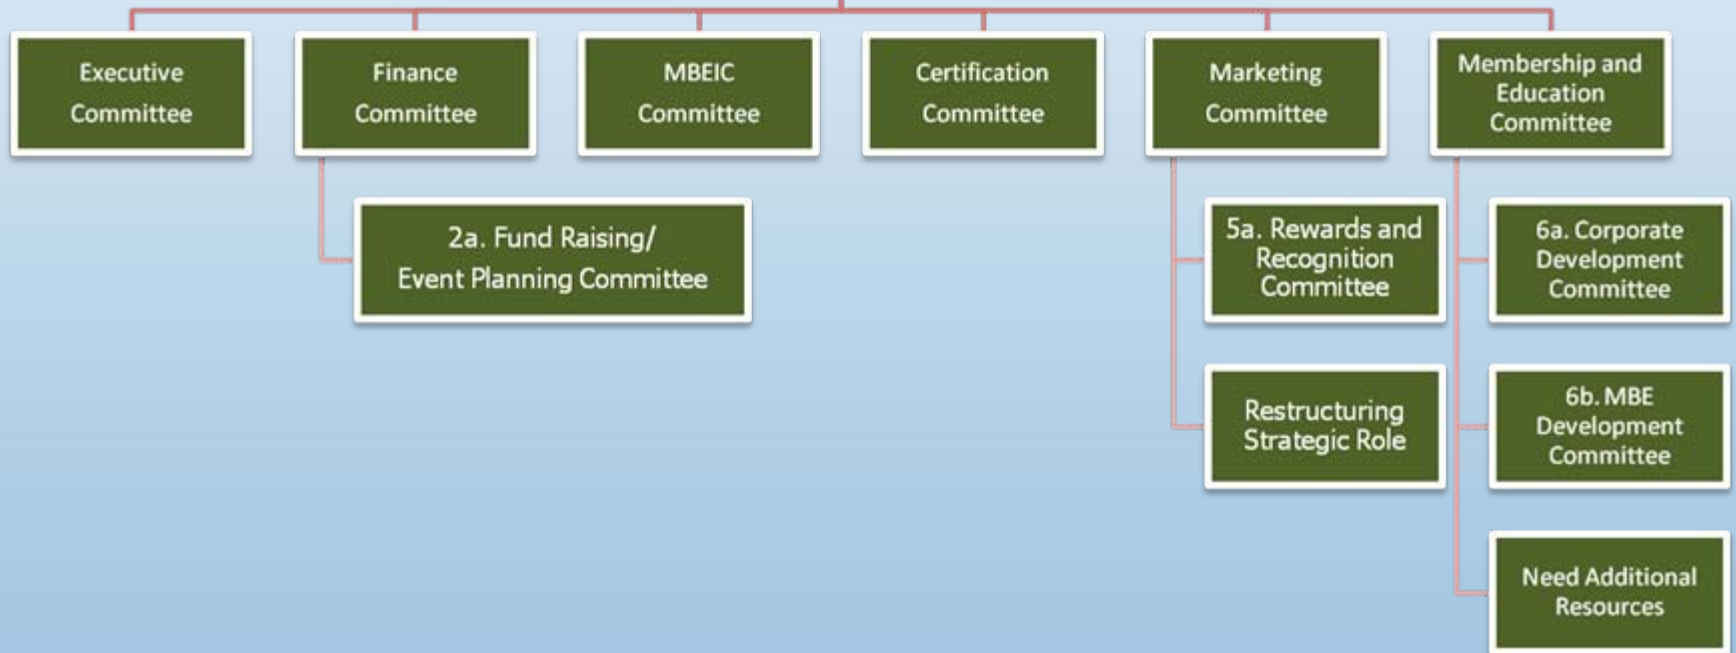 Executive
Committee
Finance
Committee
MBEIC
Committee
Certification
Committee
Marketing
Committee
Membership and
Education
Committee
2a. Fund Raising/
Event Planning Committee
5a. Rewards and
Recognition
Committee
6a. Corporate
Development
Committee
Restructuring
Strategic Role
6b. MBE
Development
Committee
Need Additional
Resources